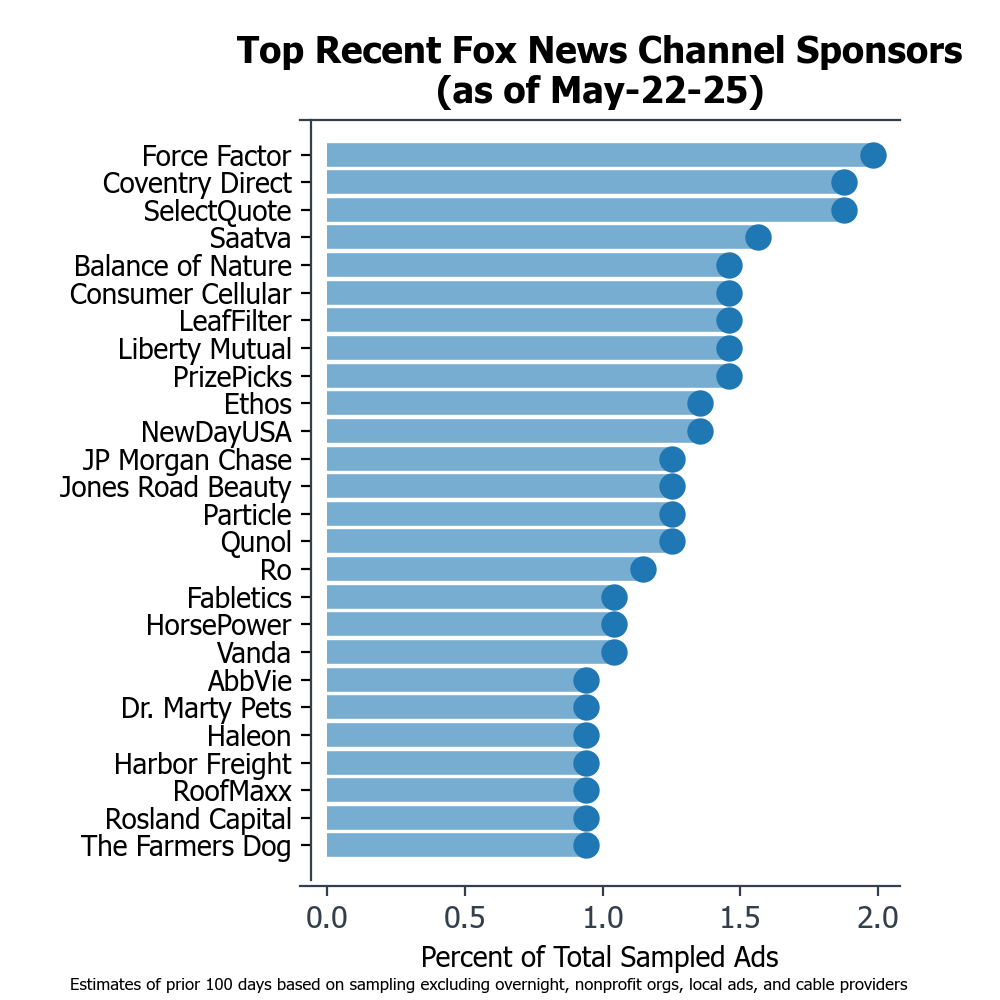 Top Recent Fox News Channel Sponsors
(as of May-22-25)
Force Factor
Coventry Direct
SelectQuote
Saatva
Balance of Nature
Consumer Cellular
LeafFilter
Liberty Mutual
PrizePicks
Ethos
NewDayUSA
JP Morgan Chase
Jones Road Beauty
Particle
Qunol
Ro
Fabletics
HorsePower
Vanda
AbbVie
Dr. Marty Pets
Haleon
Harbor Freight
RoofMaxx
Rosland Capital
The Farmers Dog
0.0 0.5 1.0 1.5 2.0
Percent of Total Sampled Ads
Estimates of prior 100 days based on sampling excluding overnight, nonprofit orgs, local ads, and cable providers